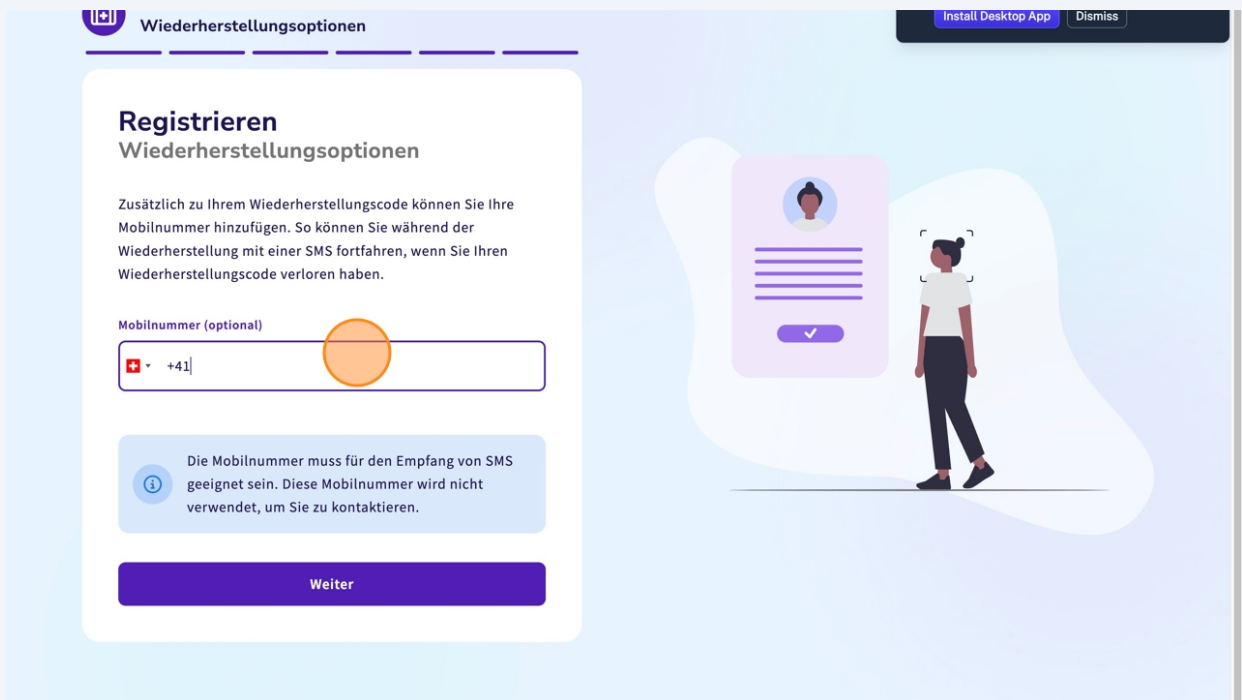 Wiederherstellungsoptionen
Install Desktop App
Dismiss
Registrieren
Wiederherstellungsoptionen
Zusätzlich zu Ihrem Wiederherstellungscode können Sie Ihre
Mobilnummer hinzufügen. So können Sie während der
Wiederherstellung mit einer SMS fortfahren, wenn Sie Ihren
Wiederherstellungscode verloren haben.
Mobilnummer (optional)
+41
Die Mobilnummer muss für den Empfang von SMS
geeignet sein. Diese Mobilnummer wird nicht
verwendet, um Sie zu kontaktieren.
Weiter